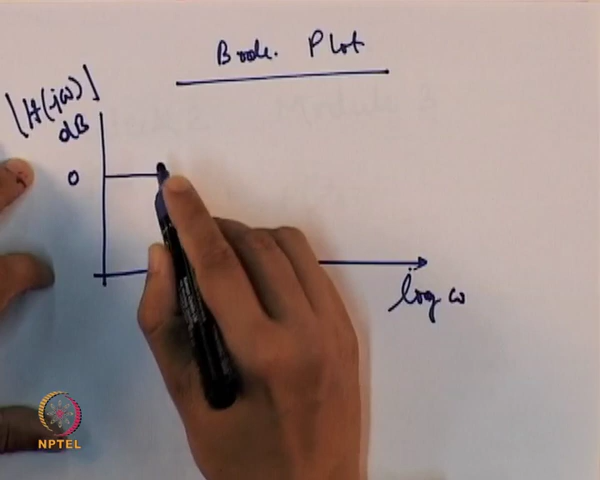 Bode Plot
|H(jω)|
dB
0
log ω
NPTEL